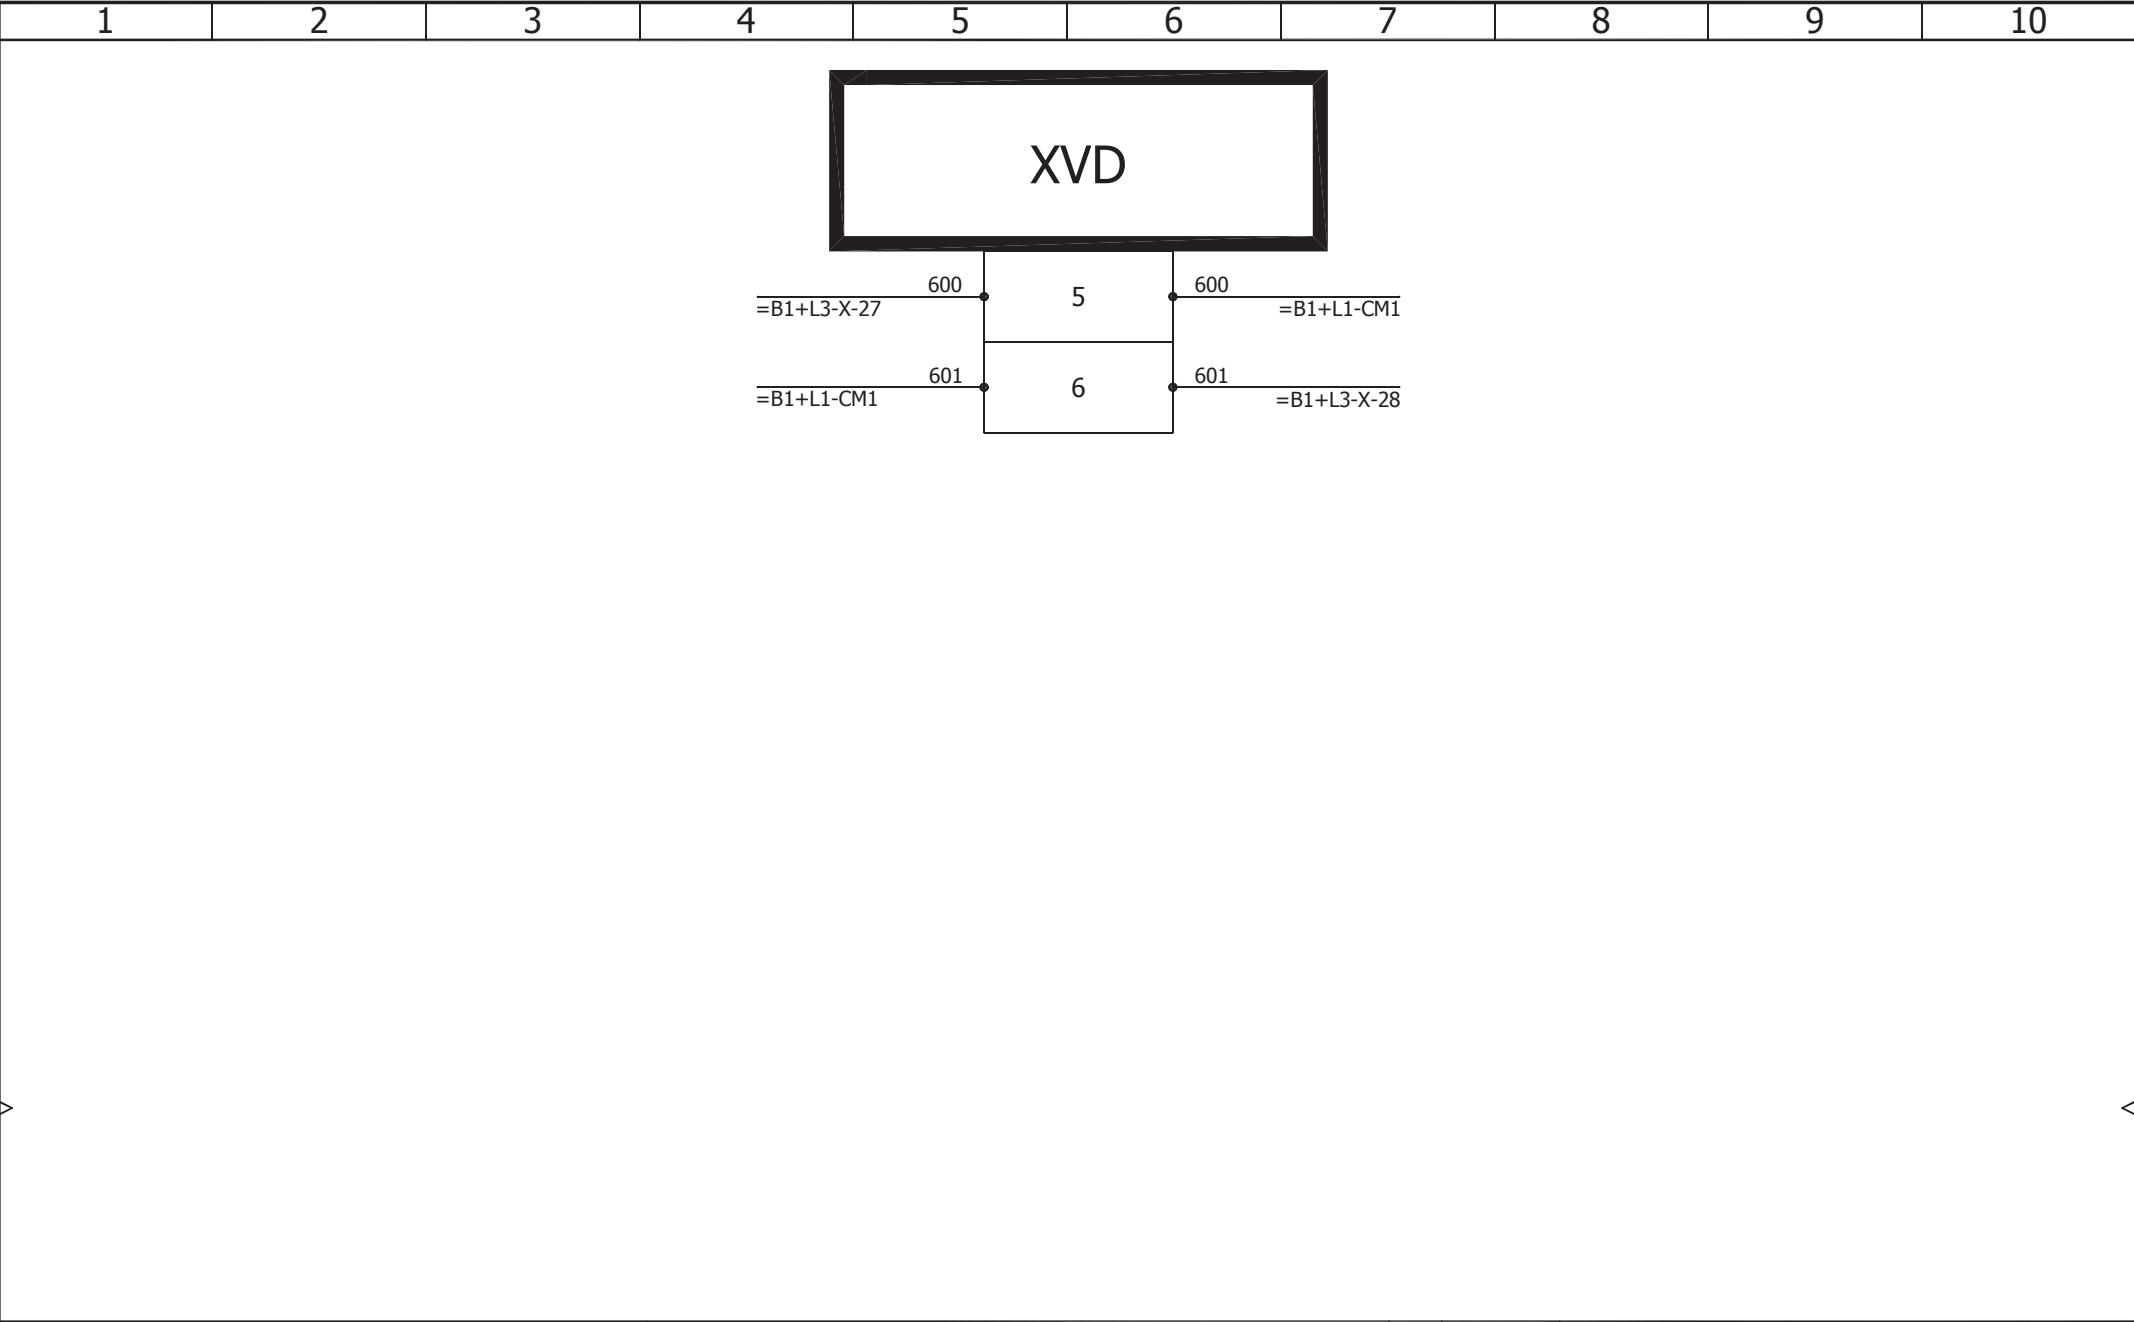 1 2 3 4 5 6 7 8 9 10
XVD
600 5 600
=B1+L3-X-27 =B1+L1-CM1
601 6 601
=B1+L1-CM1 =B1+L3-X-28